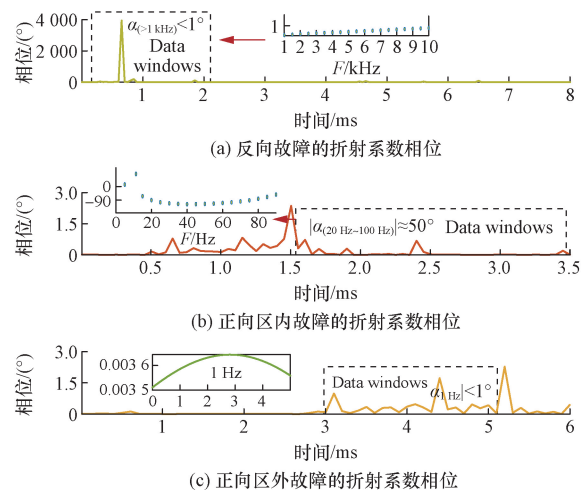 α(>1 kHz)<1°
Data
windows
4 000
2 000
0
相位/(°)
1
1 2 3 4 5 6 7 8 9 10
F/kHz
1 2 3 4 5 6 7 8
时间/ms
(a) 反向故障的折射系数相位
0
−90
0 20 40 60 80
F/Hz
3.0
1.5
0
相位/(°)
|α(20 Hz~100 Hz)|≈50° Data windows
0.5 1.0 1.5 2.0 2.5 3.0 3.5
时间/ms
(b) 正向区内故障的折射系数相位
3.0
1.5
0
相位/(°)
0.003 6
0.003 5
1 Hz
0 1 2 3 4
Data windows
α1 Hz|<1°
1 2 3 4 5 6
时间/ms
(c) 正向区外故障的折射系数相位